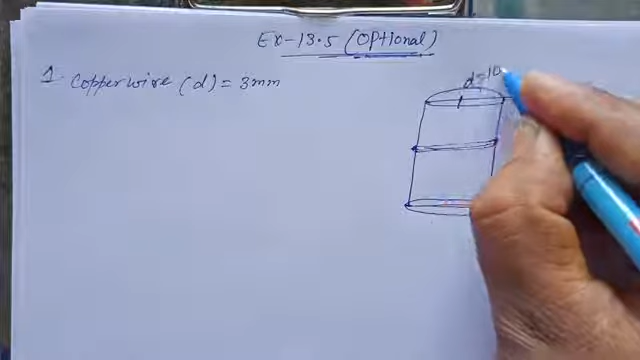 Ex-13.5 (Optional)
1. Copper wire (d) = 3mm
d=10